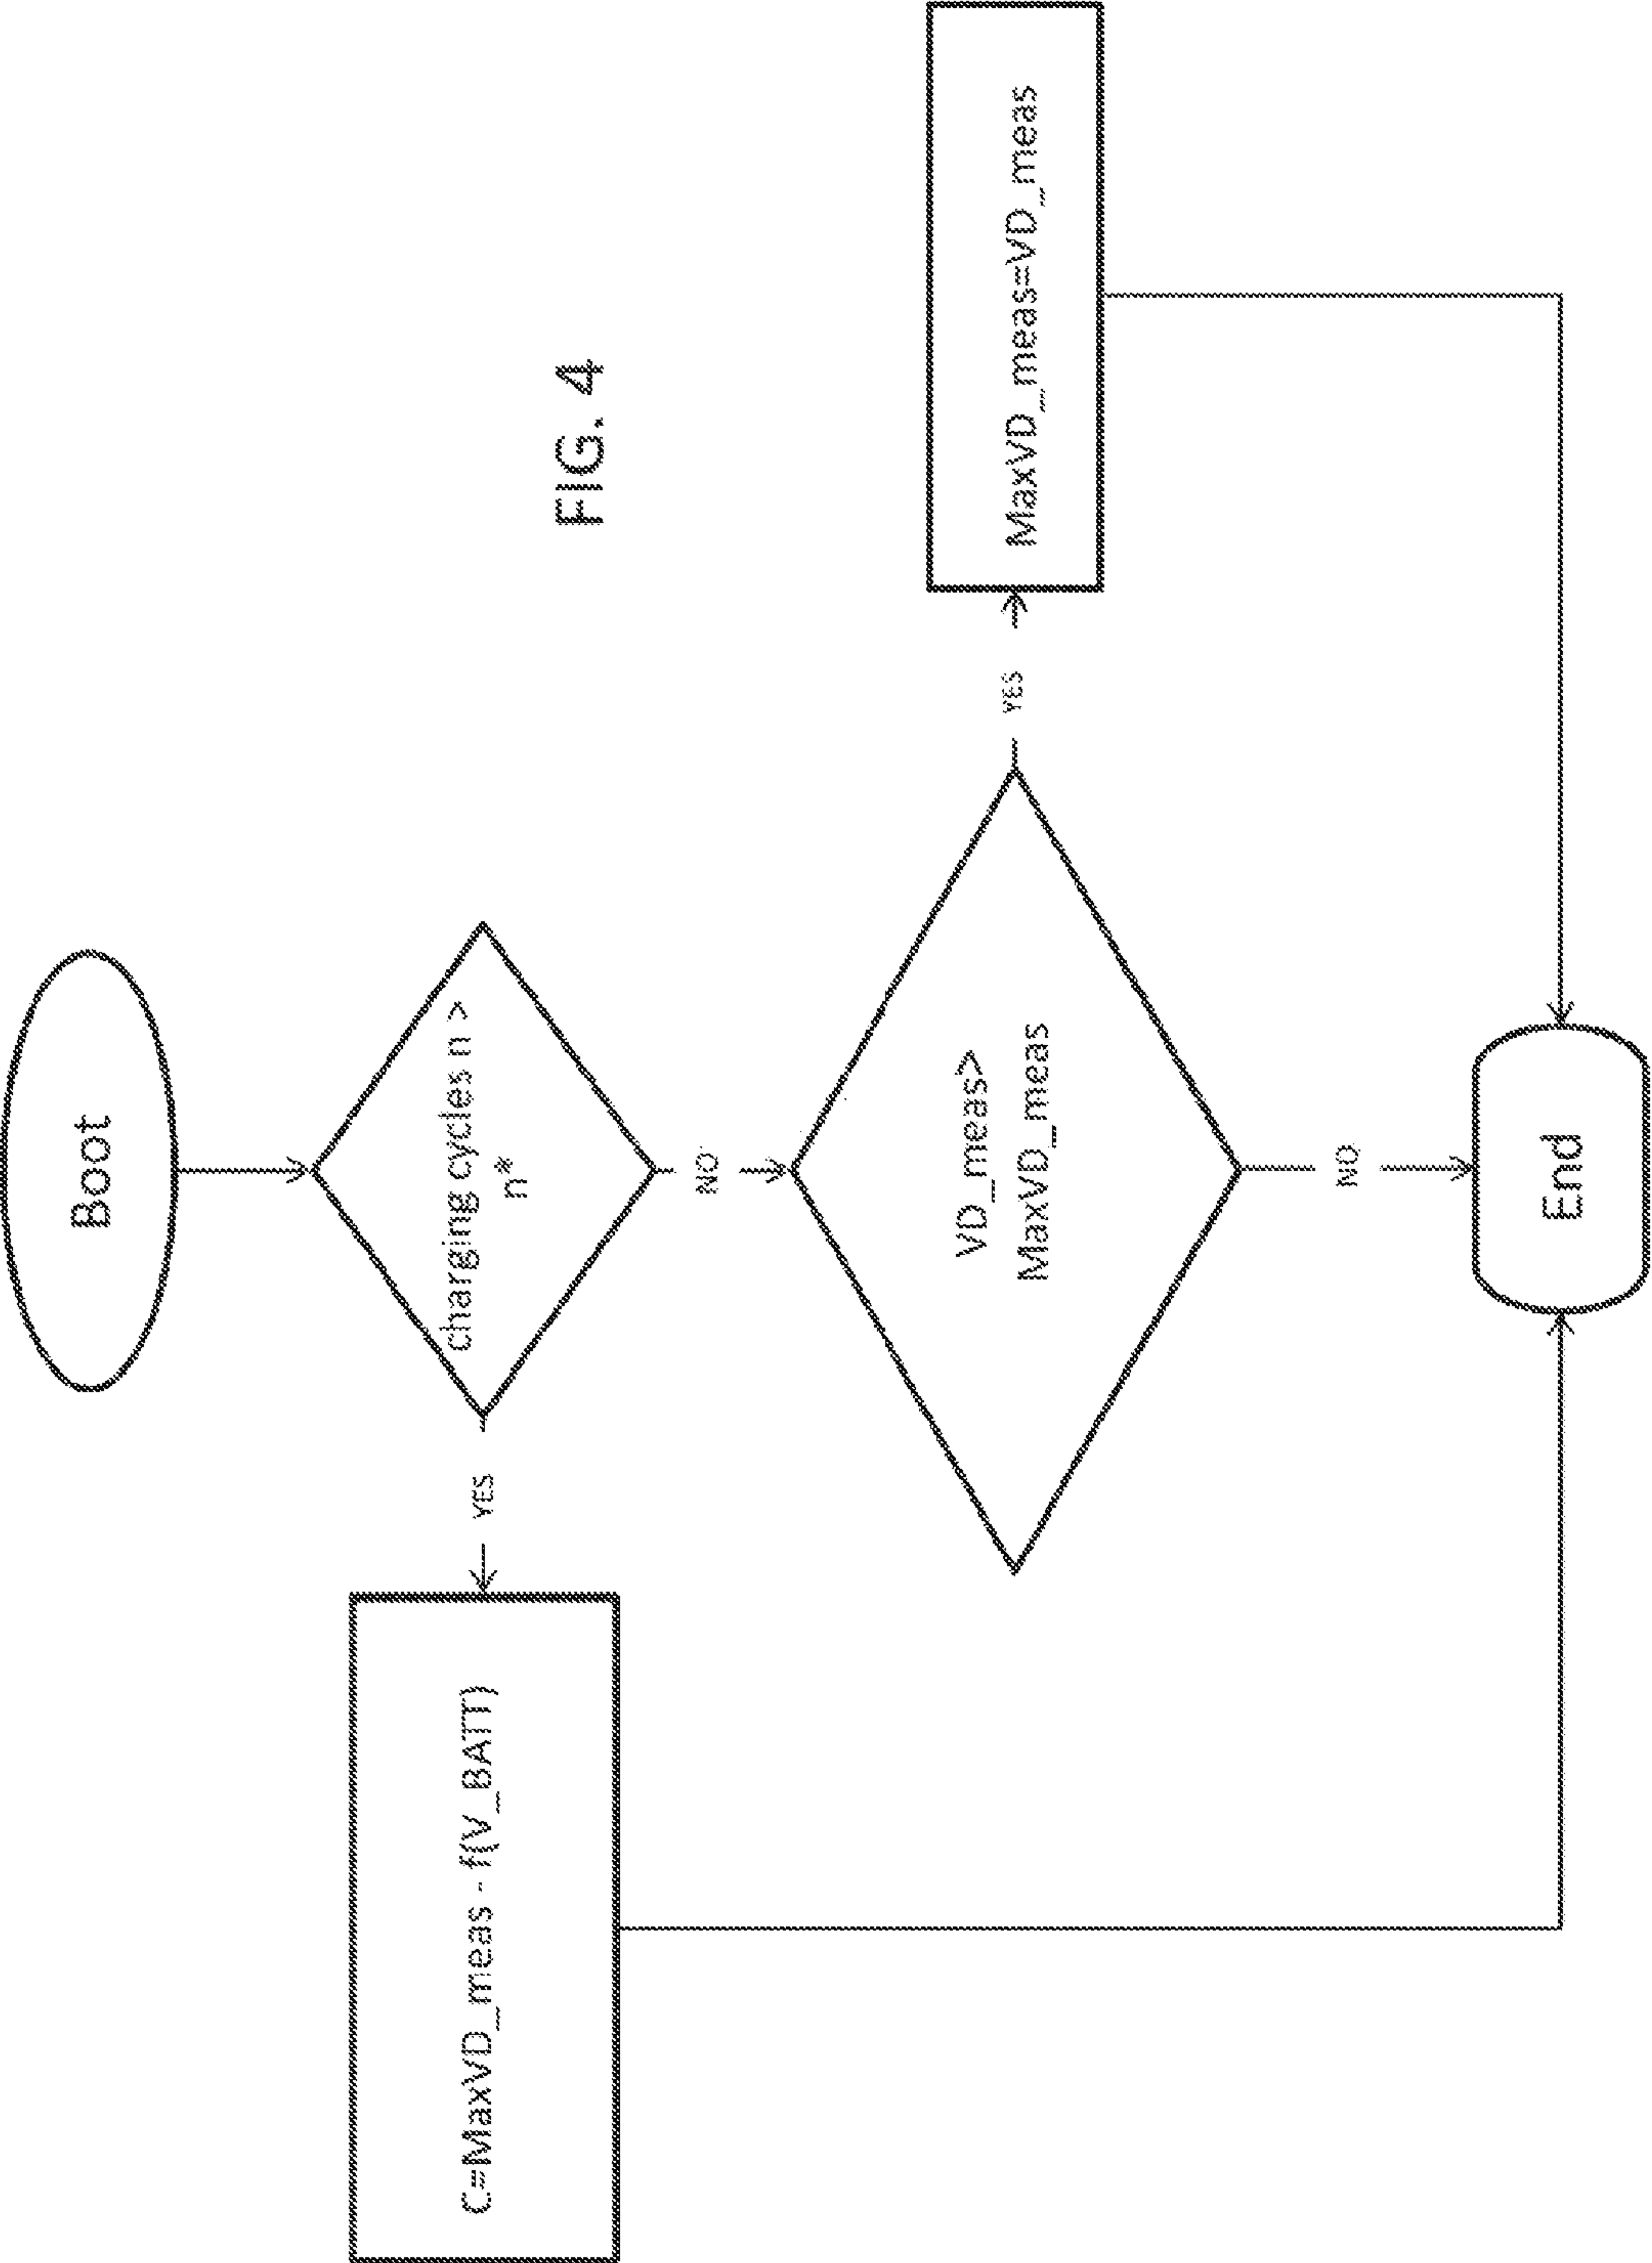 Boot
charging cycles n >
n*
YES
C=MaxVD_meas - f(V_BATT)
NO
FIG. 4
VD_meas>
MaxVD_meas
YES
MaxVD_meas=VD_meas
NO
End